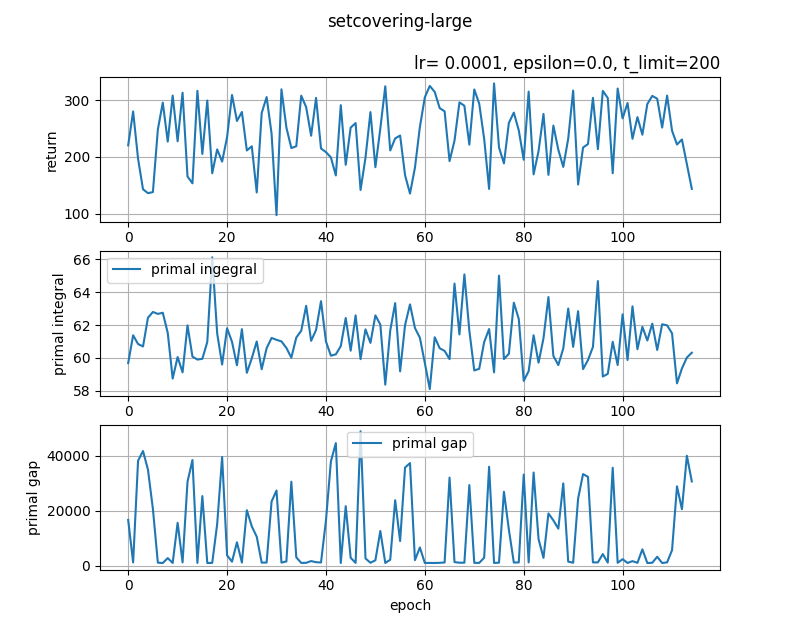 setcovering-large
lr= 0.0001, epsilon=0.0, t_limit=200
return
300
200
100
0 20 40 60 80 100
primal integral
primal ingegral
66
64
62
60
58
0 20 40 60 80 100
primal gap
primal gap
40000
20000
0
0 20 40 60 80 100
epoch